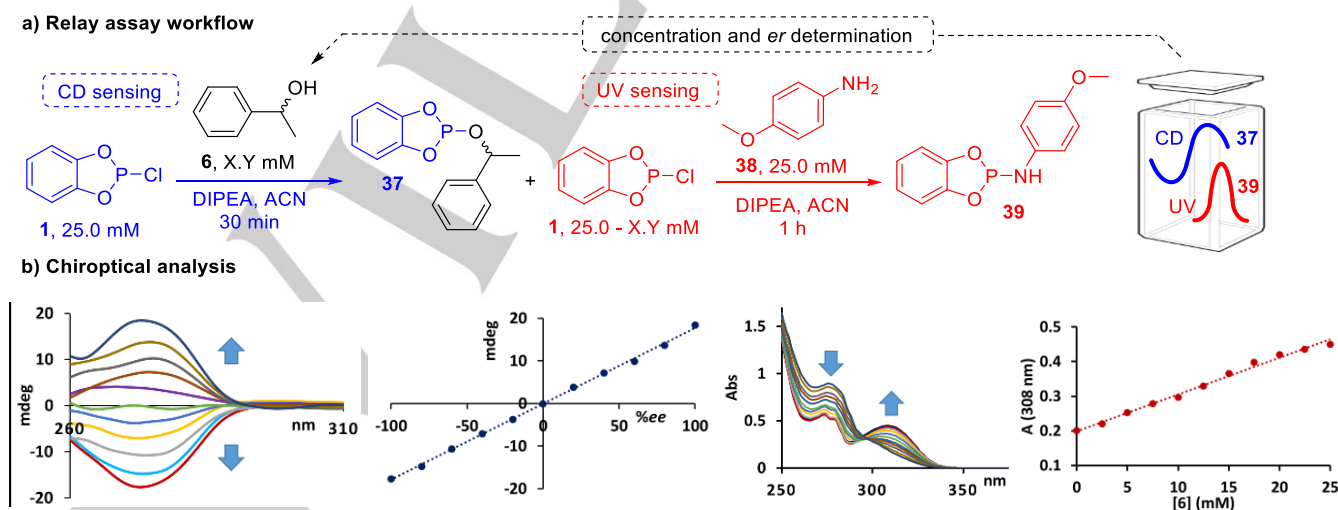 a) Relay assay workflow
concentration and er determination
CD sensing
OH
6, X.Y mM
O
P
Cl
O
1, 25.0 mM
DIPEA, ACN
30 min
O
P
O
O
37
+
UV sensing
O
P
Cl
O
1, 25.0 - X.Y mM
NH2
O
38, 25.0 mM
DIPEA, ACN
1 h
O
O
P
NH
O
39
CD
37
39
UV
b) Chiroptical analysis
20
10
0
-10
-20
mdeg
260
nm
310
20
10
0
-10
-20
mdeg
-100
-50
0
50
100
%ee
1.5
1
0.5
0
Abs
250
300
350
nm
0.5
0.4
0.3
0.2
0.1
A (308 nm)
0
5
10
15
20
25
[6] (mM)